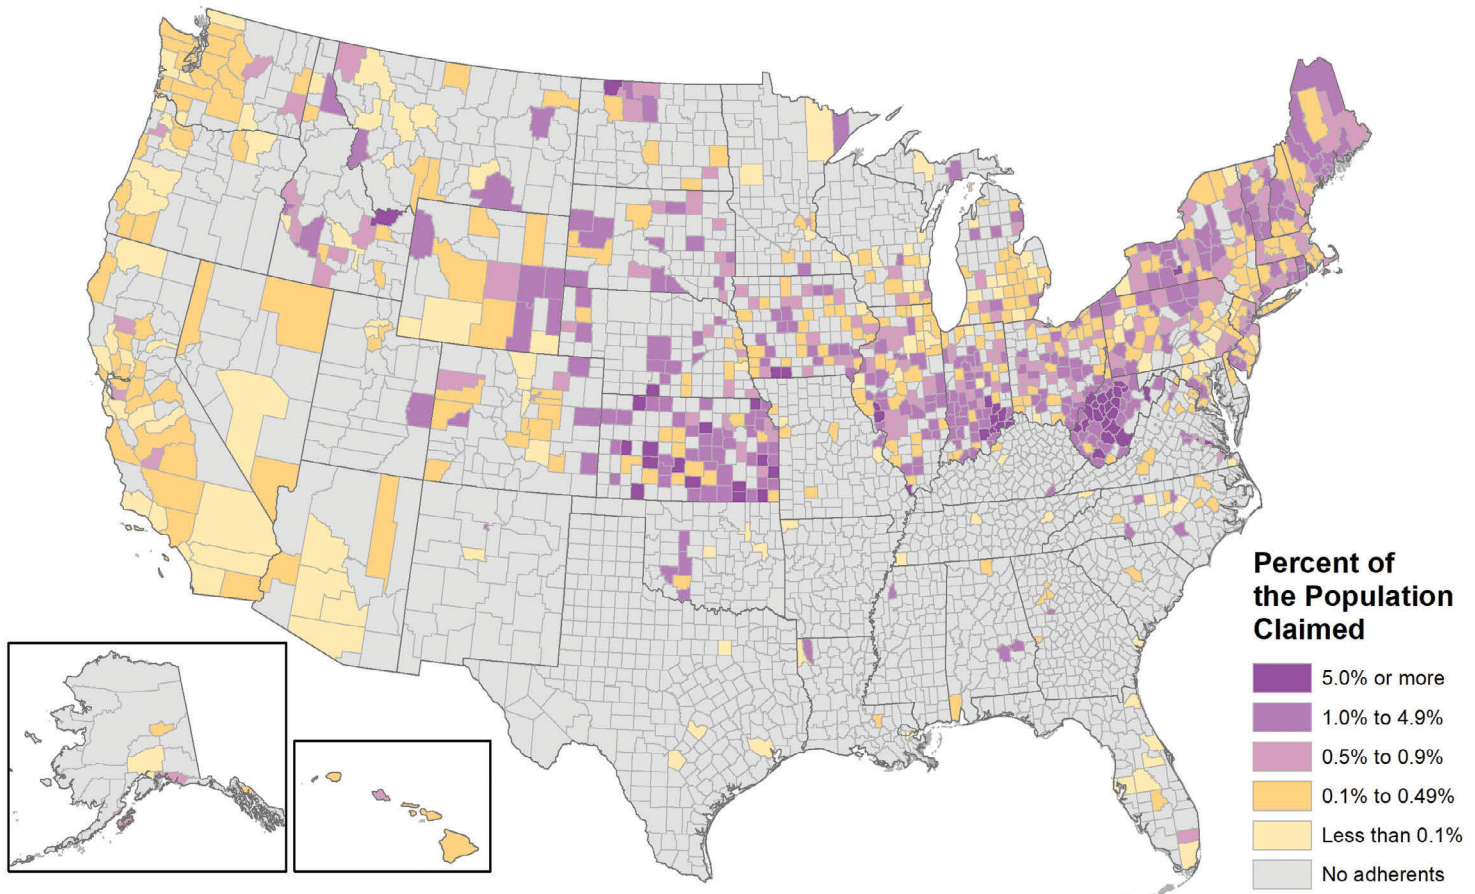 Percent of
the Population
Claimed
5.0% or more
1.0% to 4.9%
0.5% to 0.9%
0.1% to 0.49%
Less than 0.1%
No adherents